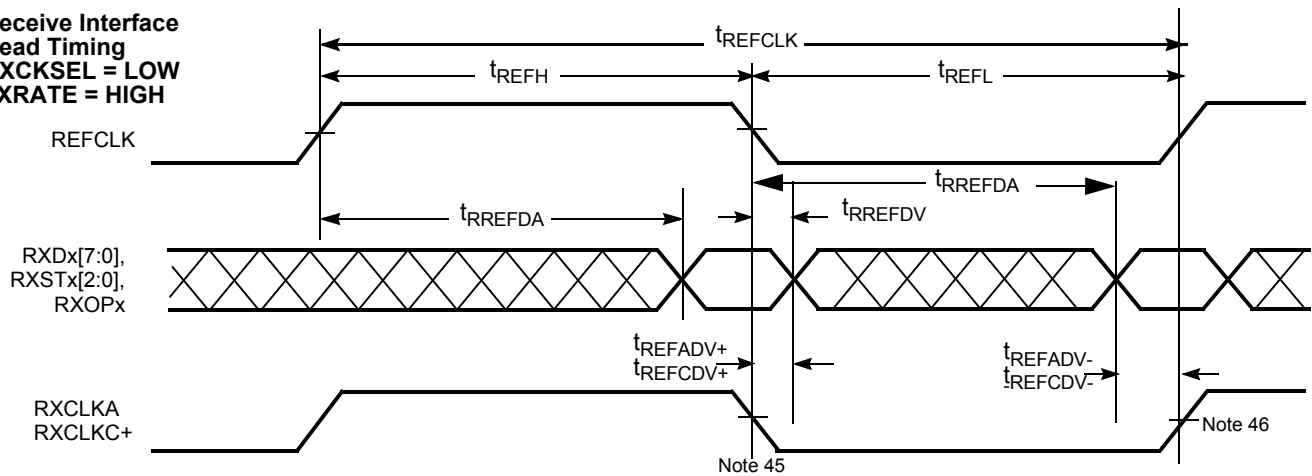 eceive Interface
ead Timing
XCKSEL = LOW
XRATE = HIGH
tREFCLK
tREFH
tREFL
REFCLK
tRREFDA
tRREFDA
tRREFDV
RXDx[7:0],
RXSTx[2:0],
RXOPx
tREFADV+
tREFCDV+
tREFADV-
tREFCDV-
RXCLKA
RXCLKC+
Note 45
Note 46